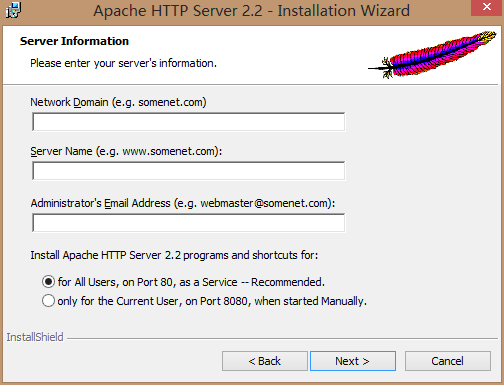 Apache HTTP Server 2.2 - Installation Wizard
Server Information
Please enter your server's information.
Network Domain (e.g. somenet.com)
Server Name (e.g. www.somenet.com):
Administrator's Email Address (e.g. webmaster@somenet.com):
Install Apache HTTP Server 2.2 programs and shortcuts for:
for All Users, on Port 80, as a Service -- Recommended.
only for the Current User, on Port 8080, when started Manually.
InstallShield
< Back
Next >
Cancel